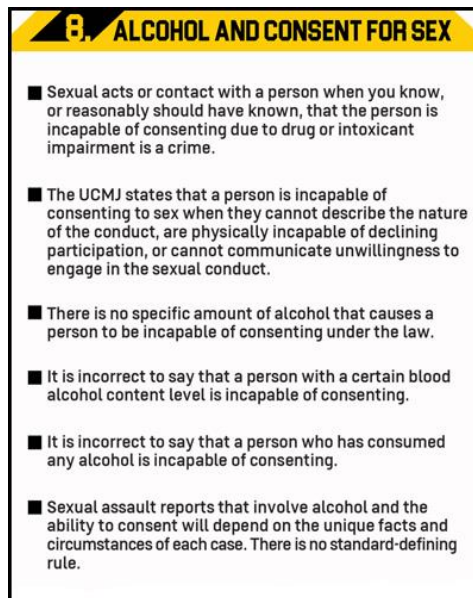 8. ALCOHOL AND CONSENT FOR SEX
■ Sexual acts or contact with a person when you know,
or reasonably should have known, that the person is
incapable of consenting due to drug or intoxicant
impairment is a crime.
■ The UCMJ states that a person is incapable of
consenting to sex when they cannot describe the nature
of the conduct, are physically incapable of declining
participation, or cannot communicate unwillingness to
engage in the sexual conduct.
■ There is no specific amount of alcohol that causes a
person to be incapable of consenting under the law.
■ It is incorrect to say that a person with a certain blood
alcohol content level is incapable of consenting.
■ It is incorrect to say that a person who has consumed
any alcohol is incapable of consenting.
■ Sexual assault reports that involve alcohol and the
ability to consent will depend on the unique facts and
circumstances of each case. There is no standard-defining
rule.